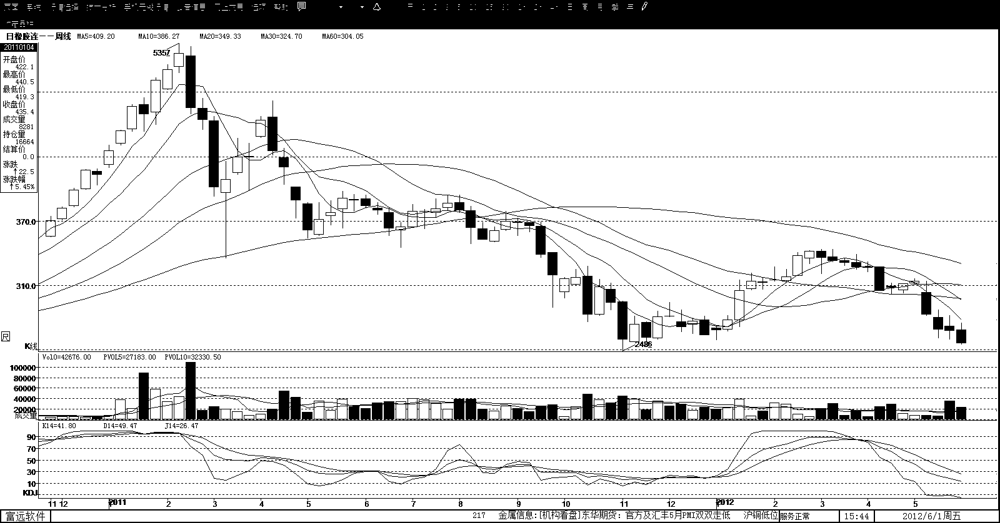 日橡胶连－－周线 MA5=409.20 MA10=386.27 MA20=349.33 MA30=324.70 MA60=304.05
20110104
5357
开盘价
422.1
最高价
440.5
最低价
419.3
收盘价
435.4
成交量
8281
持仓量
16664
结算价
0.0
涨跌
↑22.5
涨跌幅
↑5.45%
370.0
310.0
尺
K线
2486
Vol0=42676.00 PVOL5=27183.00 PVOL10=32330.50
100000
80000
60000
40000
20000
成交量
K14=41.80 D14=49.47 J14=26.47
90
70
50
30
10
KDJ
11 12 2011 2 3 4 5 6 7 8 9 10 11 12 2012 2 3 4 5
富远软件 217 金属信息:[机构看盘]东华期货：官方及汇丰5月PMI双双走低 沪铜低位 服务正常 15:44 2012/6/1周五